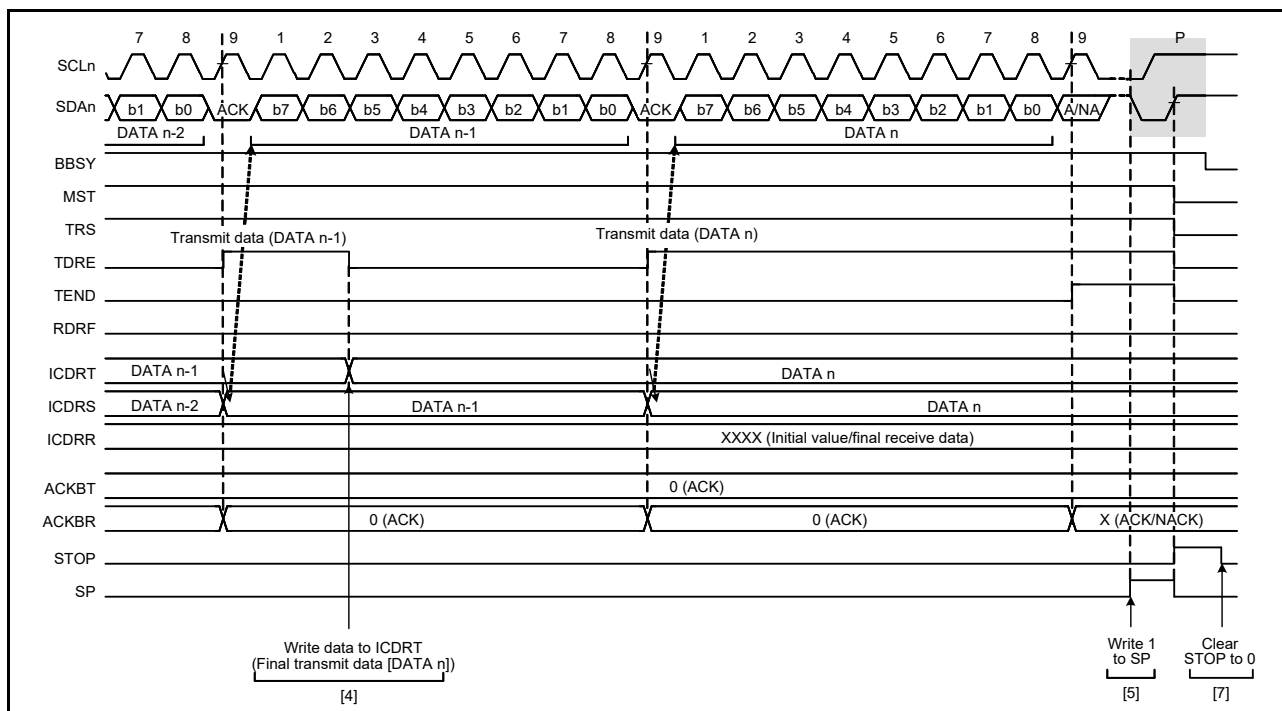 7 8 9 1 2 3 4 5 6 7 8 9 1 2 3 4 5 6 7 8 9 P
SCLn
SDAn b1 b0 ACK b7 b6 b5 b4 b3 b2 b1 b0 ACK b7 b6 b5 b4 b3 b2 b1 b0 A/NA
DATA n-2 DATA n-1 DATA n
BBSY
MST
TRS
Transmit data (DATA n-1) Transmit data (DATA n)
TDRE
TEND
RDRF
ICDRT DATA n-1 DATA n
ICDRS DATA n-2 DATA n-1 DATA n
ICDRR XXXX (Initial value/final receive data)
ACKBT 0 (ACK)
ACKBR 0 (ACK) 0 (ACK) X (ACK/NACK)
STOP
SP
Write data to ICDRT
(Final transmit data [DATA n])
[4]
Write 1
to SP
[5]
Clear
STOP to 0
[7]